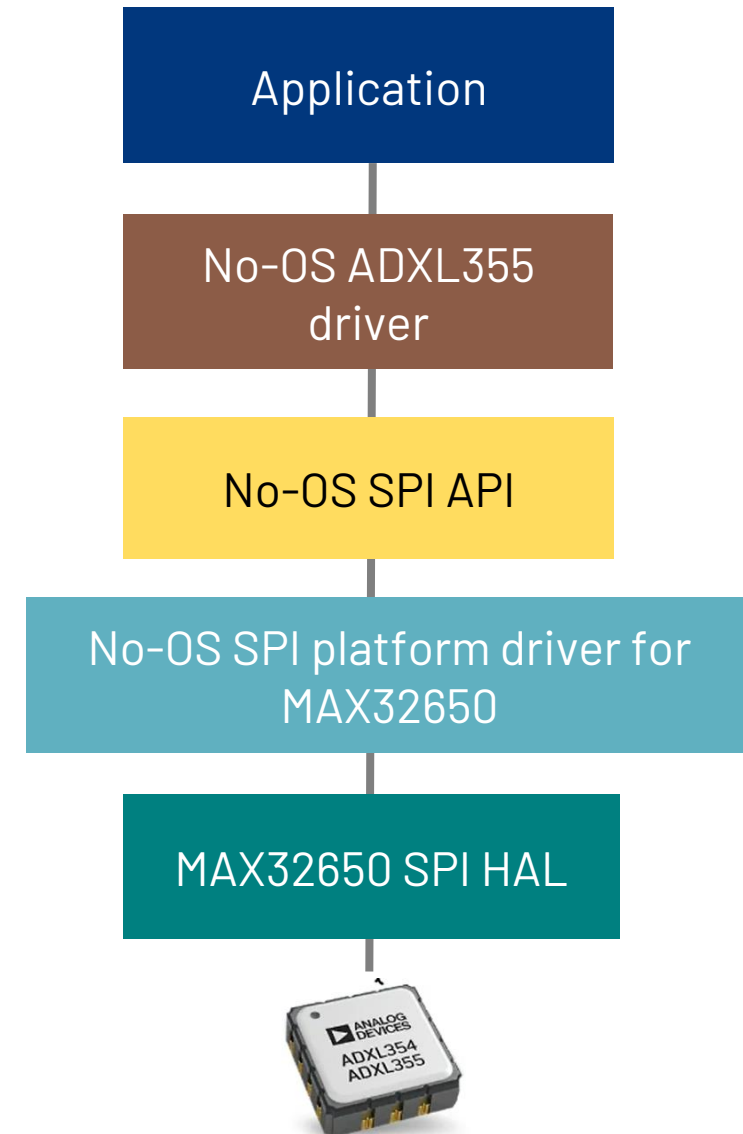 Application
No-OS ADXL355
driver
No-OS SPI API
No-OS SPI platform driver for
MAX32650
MAX32650 SPI HAL
ANALOG
DEVICES
ADXL354
ADXL355